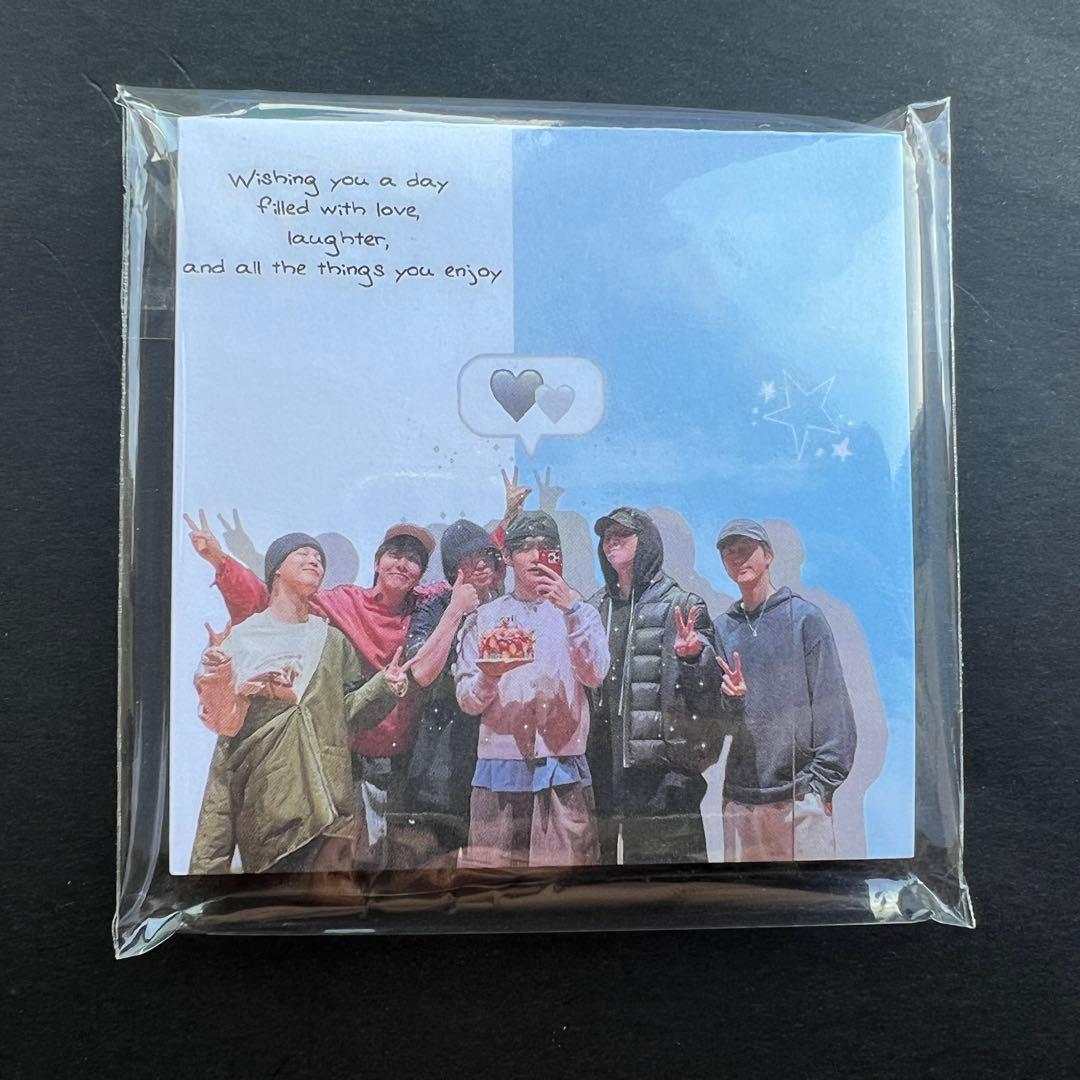 Wishing you a day
filled with love,
laughter,
and all the things you enjoy